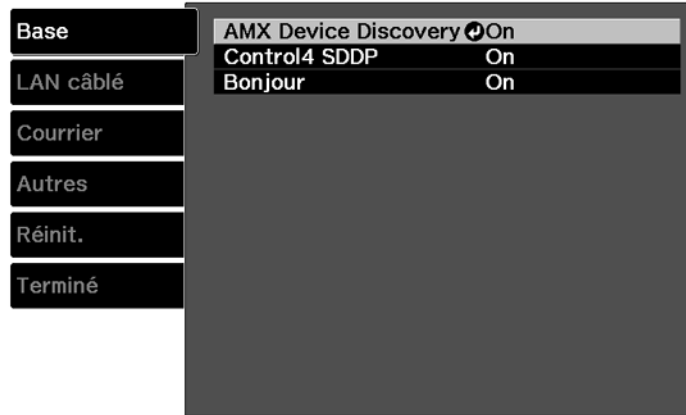 Base
LAN câblé
Courrier
Autres
Réinit.
Terminé
AMX Device Discovery On
Control4 SDDP On
Bonjour On